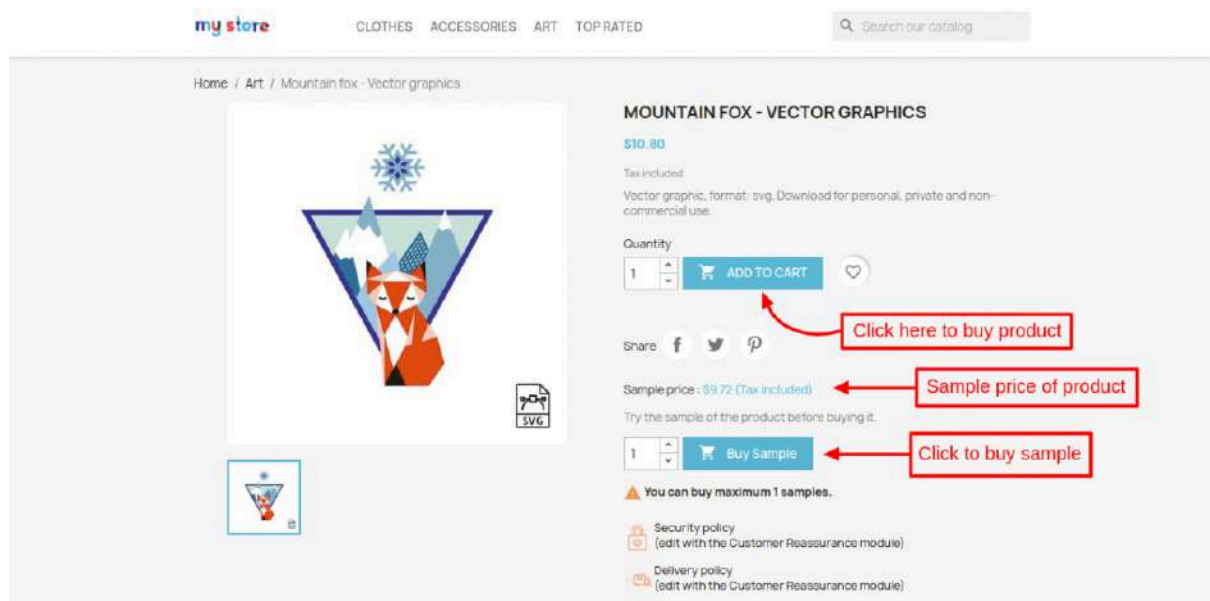 my store
CLOTHES ACCESSORIES ART TOP RATED
Search our catalog
Home / Art / Mountain fox - Vector graphics
MOUNTAIN FOX - VECTOR GRAPHICS
$10.80
Tax included
Vector graphic, format: svg. Download for personal, private and non-
commercial use.
Quantity
1 ADD TO CART
Click here to buy product
Share
Sample price : $9.72 (Tax included)
Sample price of product
Try the sample of the product before buying it.
1 Buy Sample
Click to buy sample
You can buy maximum 1 samples.
Security policy
(edit with the Customer Reassurance module)
Delivery policy
(edit with the Customer Reassurance module)
SVG